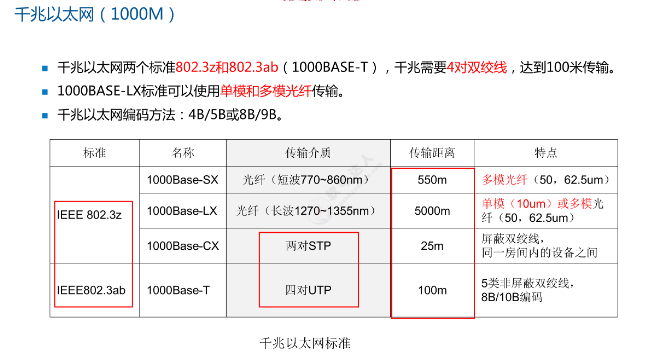 千兆以太网（1000M）
千兆以太网两个标准802.3z和802.3ab（1000BASE-T），千兆需要4对双绞线，达到100米传输。
1000BASE-LX标准可以使用单模和多模光纤传输。
千兆以太网编码方法：4B/5B或8B/9B。
标准 名称 传输介质 传输距离 特点
IEEE 802.3z 1000Base-SX 光纤（短波770~860nm） 550m 多模光纤（50，62.5um）
1000Base-LX 光纤（长波1270~1355nm） 5000m 单模（10um）或多模光
纤（50，62.5um）
1000Base-CX 两对STP 25m 屏蔽双绞线，
同一房间内的设备之间
IEEE802.3ab 1000Base-T 四对UTP 100m 5类非屏蔽双绞线，
8B/10B编码
千兆以太网标准